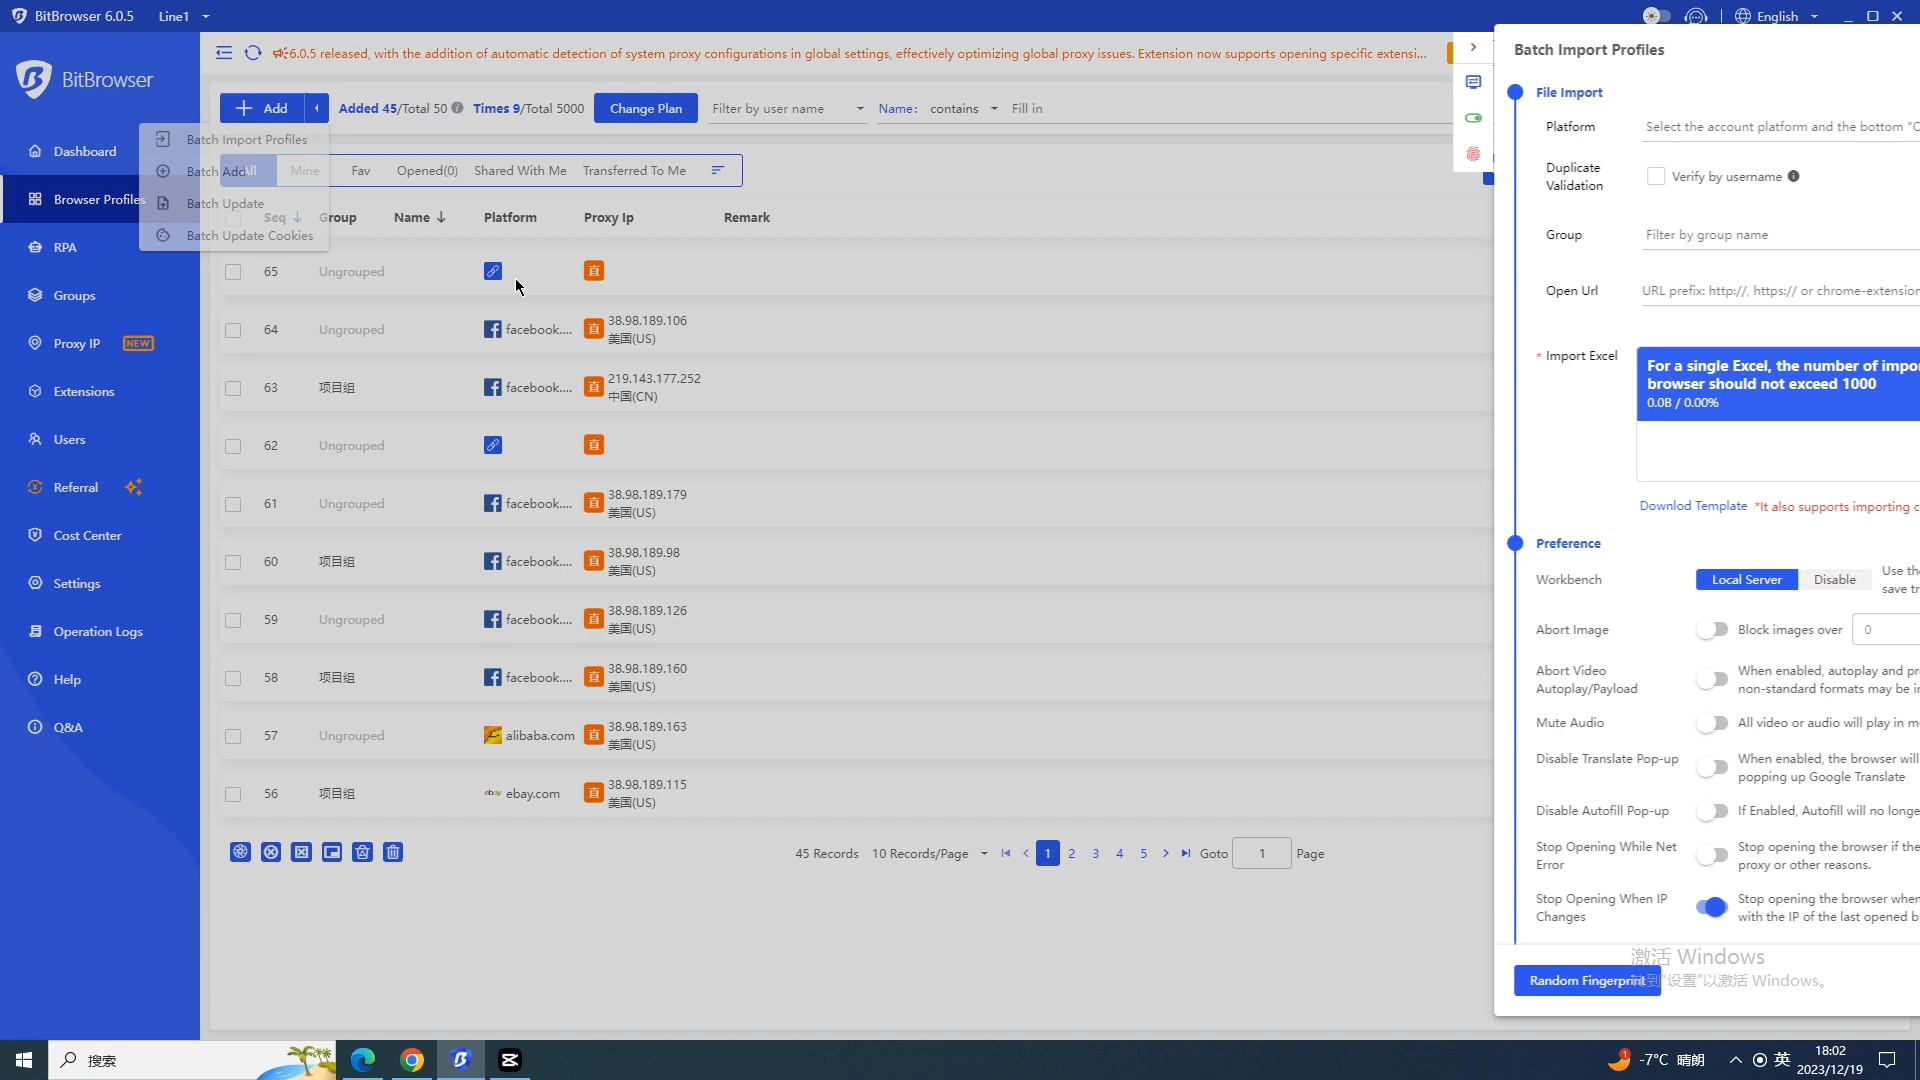 BitBrowser 6.0.5
Line1
English
BitBrowser
Dashboard
Browser Profiles
RPA
Groups
Proxy IP
NEW
Extensions
Users
Referral
Cost Center
Settings
Operation Logs
Help
Q&A
6.0.5 released, with the addition of automatic detection of system proxy configurations in global settings, effectively optimizing global proxy issues. Extension now supports opening specific extensi...
Add
Added 45/Total 50
Times 9/Total 5000
Change Plan
Filter by user name
Name:
contains
Fill in
Batch Import Profiles
Batch Add
Batch Update
Batch Update Cookies
Mine
Fav
Opened(0)
Shared With Me
Transferred To Me
Seq
Group
Name
Platform
Proxy Ip
Remark
65
Ungrouped
直
64
Ungrouped
facebook....
直
38.98.189.106
美国(US)
63
项目组
facebook....
直
219.143.177.252
中国(CN)
62
Ungrouped
直
61
Ungrouped
facebook....
直
38.98.189.179
美国(US)
60
项目组
facebook....
直
38.98.189.98
美国(US)
59
Ungrouped
facebook....
直
38.98.189.126
美国(US)
58
项目组
facebook....
直
38.98.189.160
美国(US)
57
Ungrouped
alibaba.com
直
38.98.189.163
美国(US)
56
项目组
ebay
ebay.com
直
38.98.189.115
美国(US)
45 Records
10 Records/Page
1
2
3
4
5
Goto
1
Page
Batch Import Profiles
File Import
Platform
Select the account platform and the bottom "C
Duplicate
Validation
Verify by username
Group
Filter by group name
Open Url
URL prefix: http://, https:// or chrome-extension
* Import Excel
For a single Excel, the number of impor
browser should not exceed 1000
0.0B / 0.00%
Downlod Template
*It also supports importing c
Preference
Workbench
Local Server
Disable
Use the
save tr
Abort Image
Block images over
0
Abort Video
Autoplay/Payload
When enabled, autoplay and pr
non-standard formats may be in
Mute Audio
All video or audio will play in m
Disable Translate Pop-up
When enabled, the browser will
popping up Google Translate
Disable Autofill Pop-up
If Enabled, Autofill will no longe
Stop Opening While Net
Error
Stop opening the browser if the
proxy or other reasons.
Stop Opening When IP
Changes
Stop opening the browser when
with the IP of the last opened b
激活 Windows
转到"设置"以激活 Windows。
Random Fingerprint
搜索
1
-7°C 晴朗
英
18:02
2023/12/19